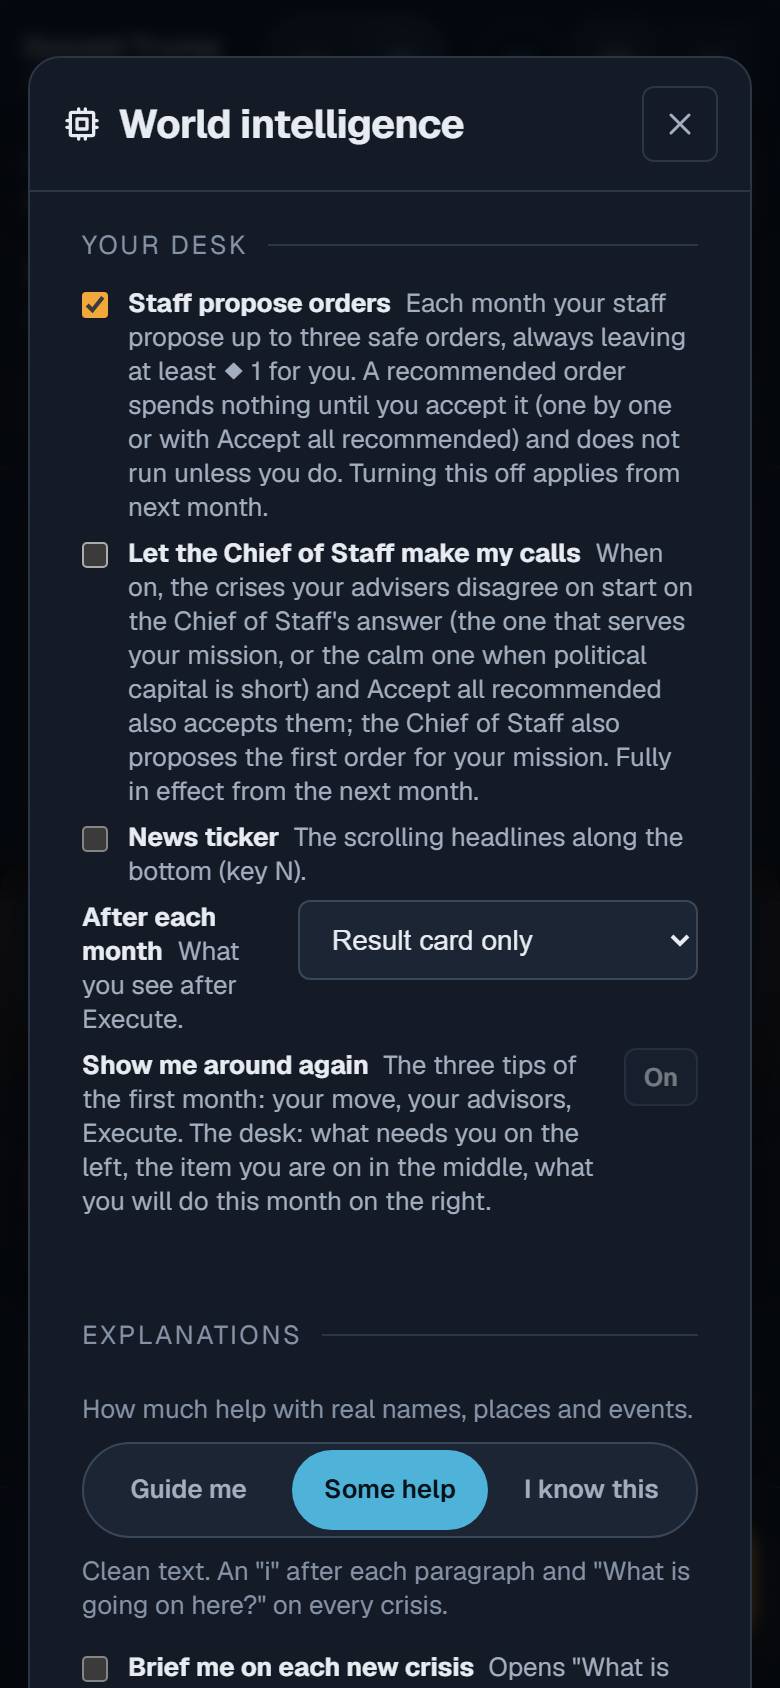 World intelligence
YOUR DESK
Staff propose orders Each month your staff
propose up to three safe orders, always leaving
at least ◆ 1 for you. A recommended order
spends nothing until you accept it (one by one
or with Accept all recommended) and does not
run unless you do. Turning this off applies from
next month.
Let the Chief of Staff make my calls When
on, the crises your advisers disagree on start on
the Chief of Staff's answer (the one that serves
your mission, or the calm one when political
capital is short) and Accept all recommended
also accepts them; the Chief of Staff also
proposes the first order for your mission. Fully
in effect from the next month.
News ticker The scrolling headlines along the
bottom (key N).
After each
month What
you see after
Execute.
Result card only
Show me around again The three tips of
the first month: your move, your advisors,
Execute. The desk: what needs you on the
left, the item you are on in the middle, what
you will do this month on the right.
On
EXPLANATIONS
How much help with real names, places and events.
Guide me Some help I know this
Clean text. An "i" after each paragraph and "What is
going on here?" on every crisis.
Brief me on each new crisis Opens "What is